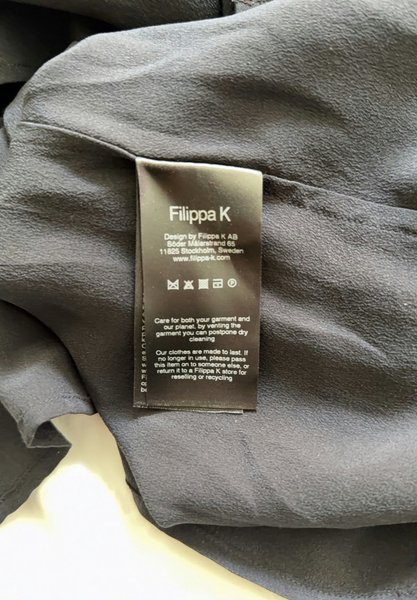 Filippa K
Design by Filippa K AB
Söder Mälarstrand 65
11825 Stockholm, Sweden
www.filippa-k.com
Care for both your garment and
our planet, by venting the
garment you can postpone dry
cleaning
Our clothes are made to last. If
no longer in use, please pass
this item on to someone else, or
return it to a Filippa K store for
reselling or recycling